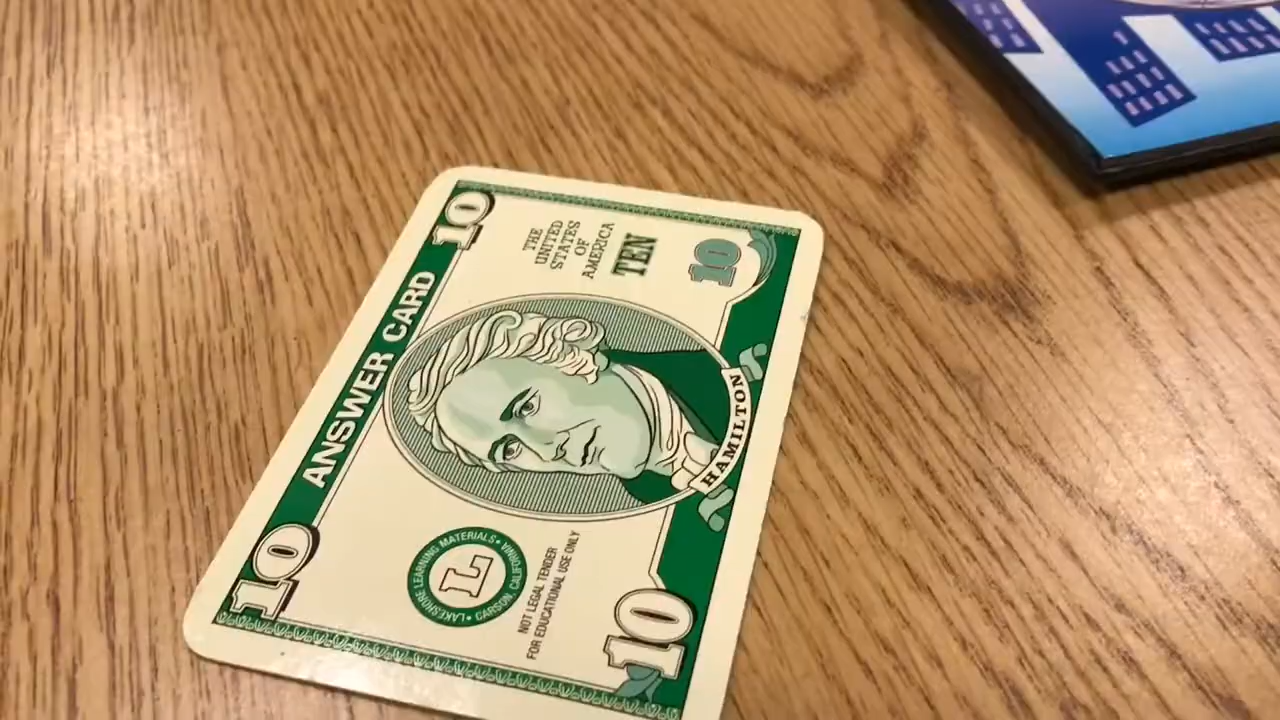 10
ANSWER CARD
10
THE
UNITED
STATES
OF
AMERICA
TEN
10
HAMILTON
• LAKESHORE LEARNING MATERIALS •
CARSON, CALIFORNIA
L
NOT LEGAL TENDER
FOR EDUCATIONAL USE ONLY
10